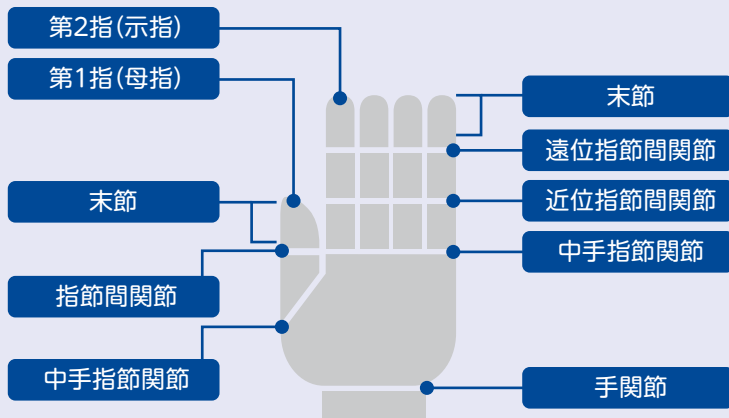 第2指(示指)
第1指(母指)
末節
指節間関節
中手指節関節
末節
遠位指節間関節
近位指節間関節
中手指節関節
手関節